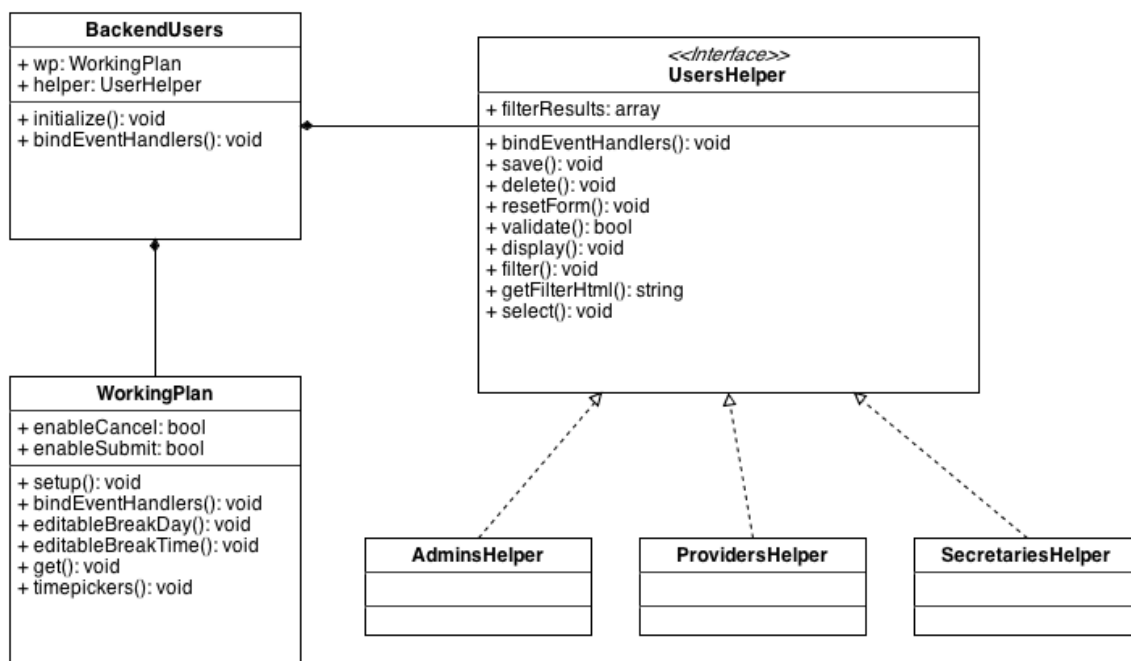 BackendUsers
+ wp: WorkingPlan
+ helper: UserHelper
+ initialize(): void
+ bindEventHandlers(): void
<<Interface>>
UsersHelper
+ filterResults: array
+ bindEventHandlers(): void
+ save(): void
+ delete(): void
+ resetForm(): void
+ validate(): bool
+ display(): void
+ filter(): void
+ getFilterHtml(): string
+ select(): void
WorkingPlan
+ enableCancel: bool
+ enableSubmit: bool
+ setup(): void
+ bindEventHandlers(): void
+ editableBreakDay(): void
+ editableBreakTime(): void
+ get(): void
+ timepickers(): void
AdminsHelper
ProvidersHelper
SecretariesHelper